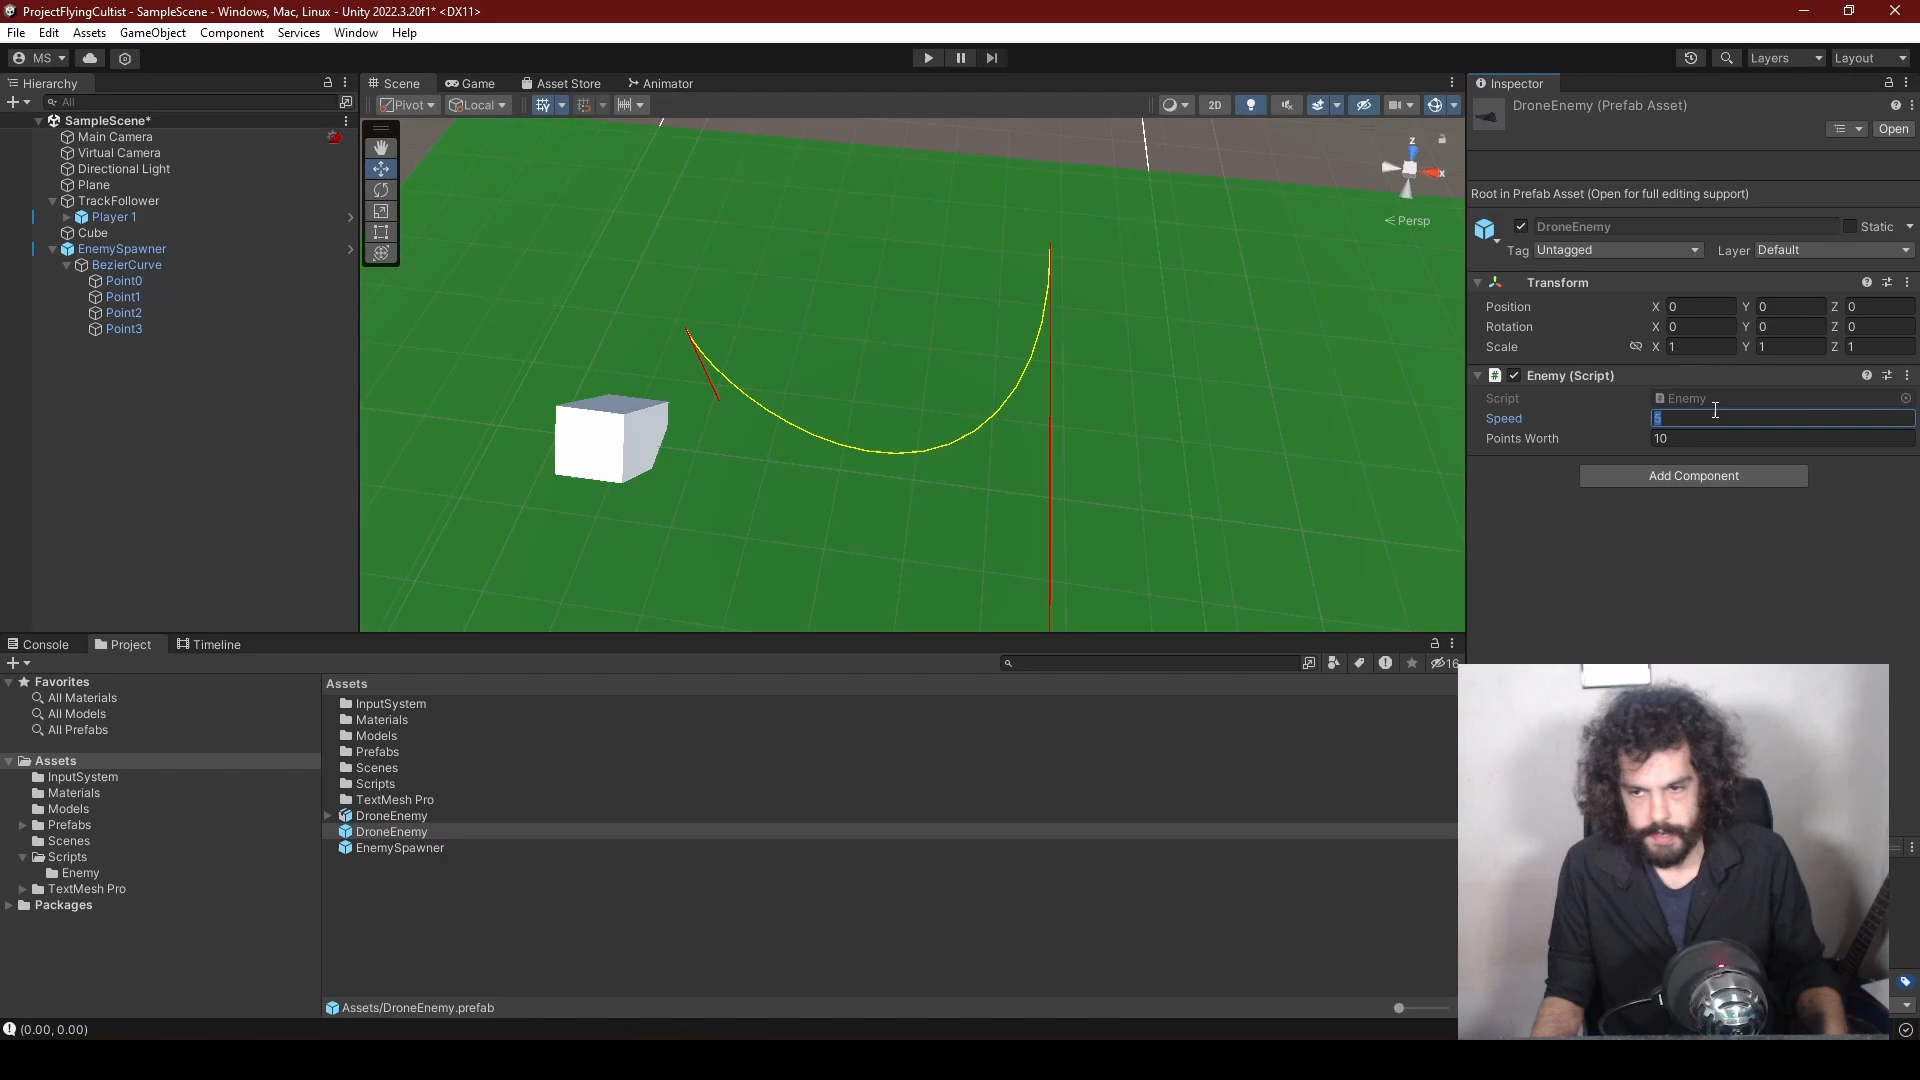 ProjectFlyingCultist - SampleScene - Windows, Mac, Linux - Unity 2022.3.20f1* <DX11>
File Edit Assets GameObject Component Services Window Help
MS
Layers Layout
Hierarchy
All
SampleScene*
Main Camera
Virtual Camera
Directional Light
Plane
TrackFollower
Player 1
Cube
EnemySpawner
BezierCurve
Point0
Point1
Point2
Point3
Scene Game Asset Store Animator
Pivot Local 2D
z
x
Persp
Inspector
DroneEnemy (Prefab Asset)
Open
Root in Prefab Asset (Open for full editing support)
DroneEnemy Static
Tag Untagged Layer Default
Transform
Position X 0 Y 0 Z 0
Rotation X 0 Y 0 Z 0
Scale X 1 Y 1 Z 1
Enemy (Script)
Script Enemy
Speed 5
Points Worth 10
Add Component
Console Project Timeline
16
Favorites
All Materials
All Models
All Prefabs
Assets
InputSystem
Materials
Models
Prefabs
Scenes
Scripts
Enemy
TextMesh Pro
Packages
Assets
InputSystem
Materials
Models
Prefabs
Scenes
Scripts
TextMesh Pro
DroneEnemy
DroneEnemy
EnemySpawner
Assets/DroneEnemy.prefab
(0.00, 0.00)